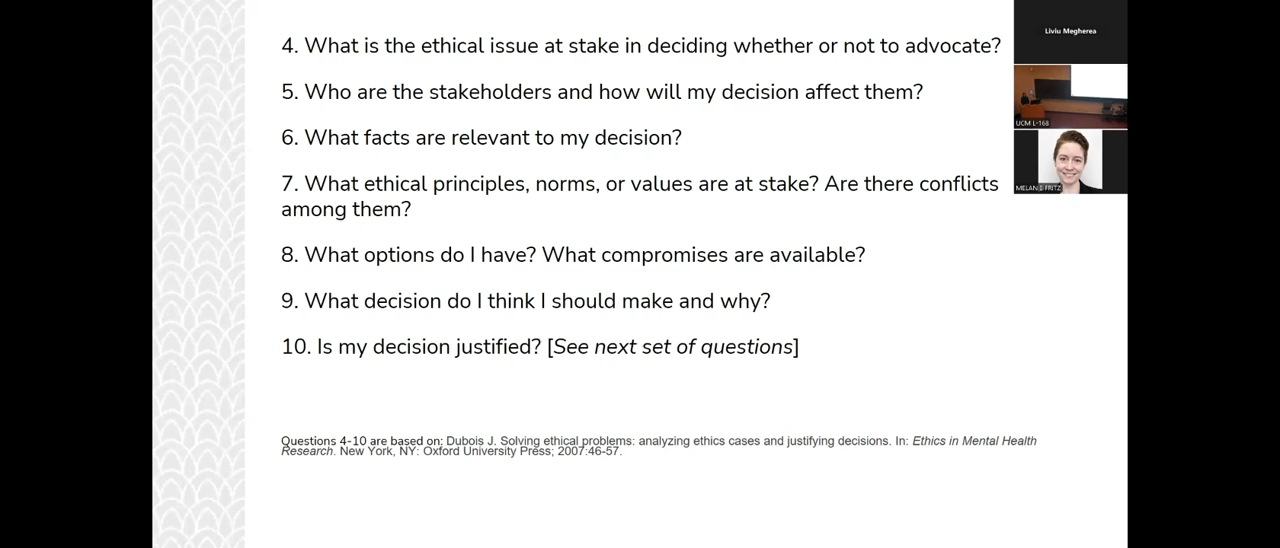 4. What is the ethical issue at stake in deciding whether or not to advocate?
Liviu Megherea
5. Who are the stakeholders and how will my decision affect them?
UCM L-168
6. What facts are relevant to my decision?
7. What ethical principles, norms, or values are at stake? Are there conflicts
among them?
MELANIE FRITZ
8. What options do I have? What compromises are available?
9. What decision do I think I should make and why?
10. Is my decision justified? [See next set of questions]
Questions 4-10 are based on: Dubois J. Solving ethical problems: analyzing ethics cases and justifying decisions. In: Ethics in Mental Health
Research. New York, NY: Oxford University Press; 2007:46-57.